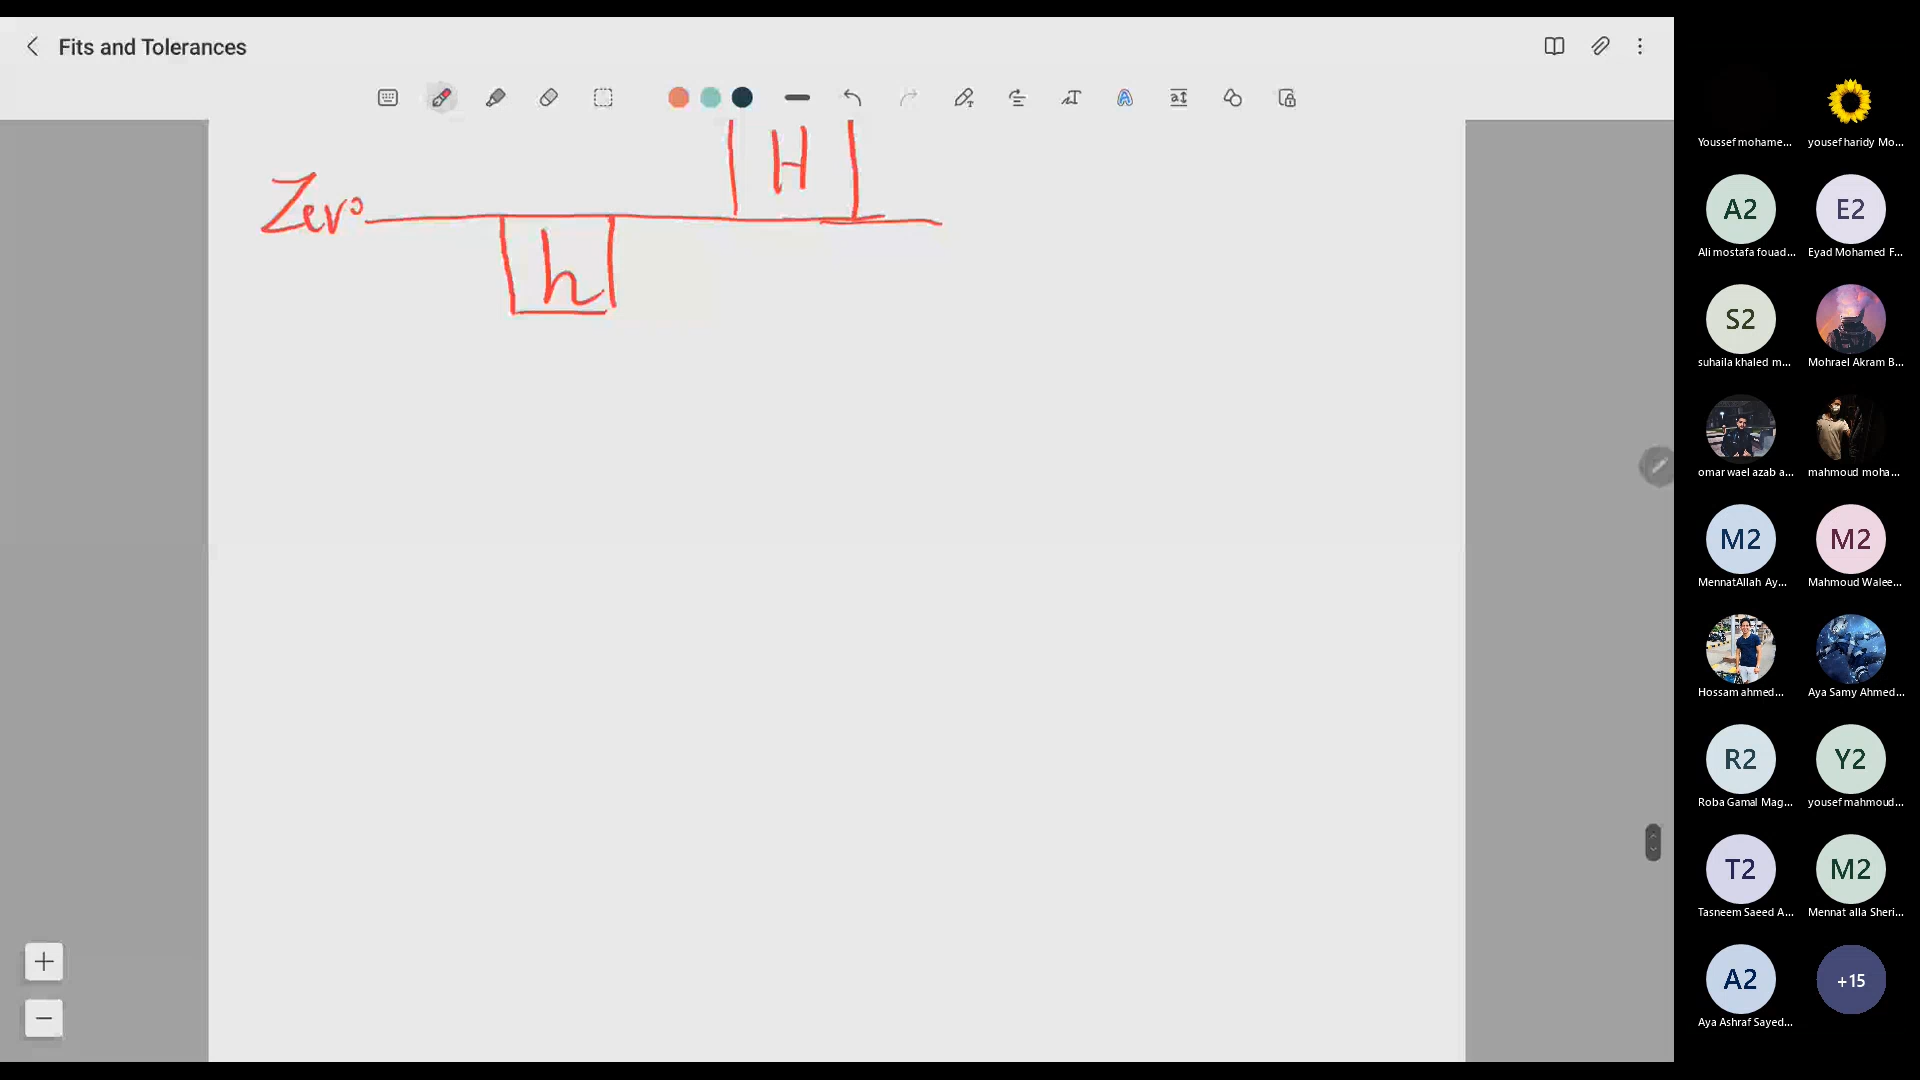 Fits and Tolerances
H
Zero
h
Youssef mohame...
yousef haridy Mo...
A2
E2
Ali mostafa fouad...
Eyad Mohamed F...
S2
suhaila khaled m...
Mohrael Akram B...
omar wael azab a...
mahmoud moha...
M2
M2
MennatAllah Ay...
Mahmoud Walee...
Hossam ahmed...
Aya Samy Ahmed...
R2
Y2
Roba Gamal Mag...
yousef mahmoud...
T2
M2
Tasneem Saeed A...
Mennat alla Sheri...
A2
+15
Aya Ashraf Sayed...